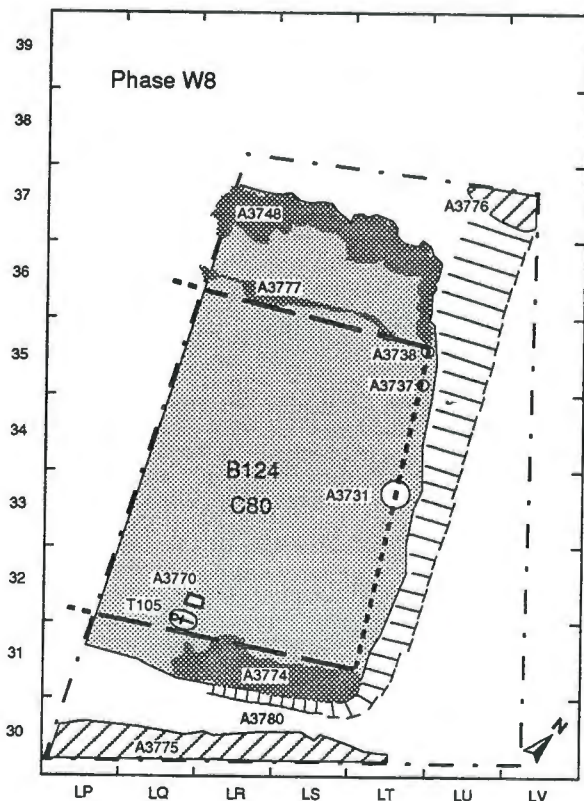 39
Phase W8
38
37
A3748
A3776
36
A3777
35
A3738
A3737
34
B124
C80
33
A3731
32
A3770
T105
31
A3774
A3780
30
A3775
N
LP LQ LR LS LT LU LV